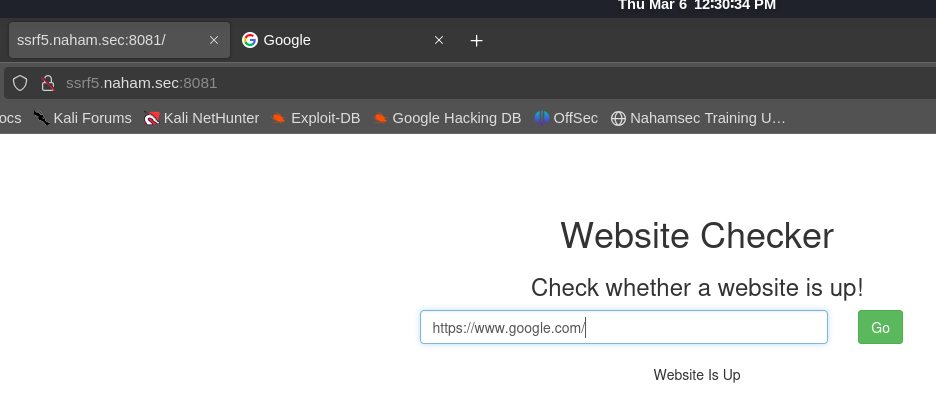 Thu Mar 6 12:30:34 PM
ssrf5.naham.sec:8081/ Google
ssrf5.naham.sec:8081
ocs Kali Forums Kali NetHunter Exploit-DB Google Hacking DB OffSec Nahamsec Training U…
Website Checker
Check whether a website is up!
https://www.google.com/ Go
Website Is Up